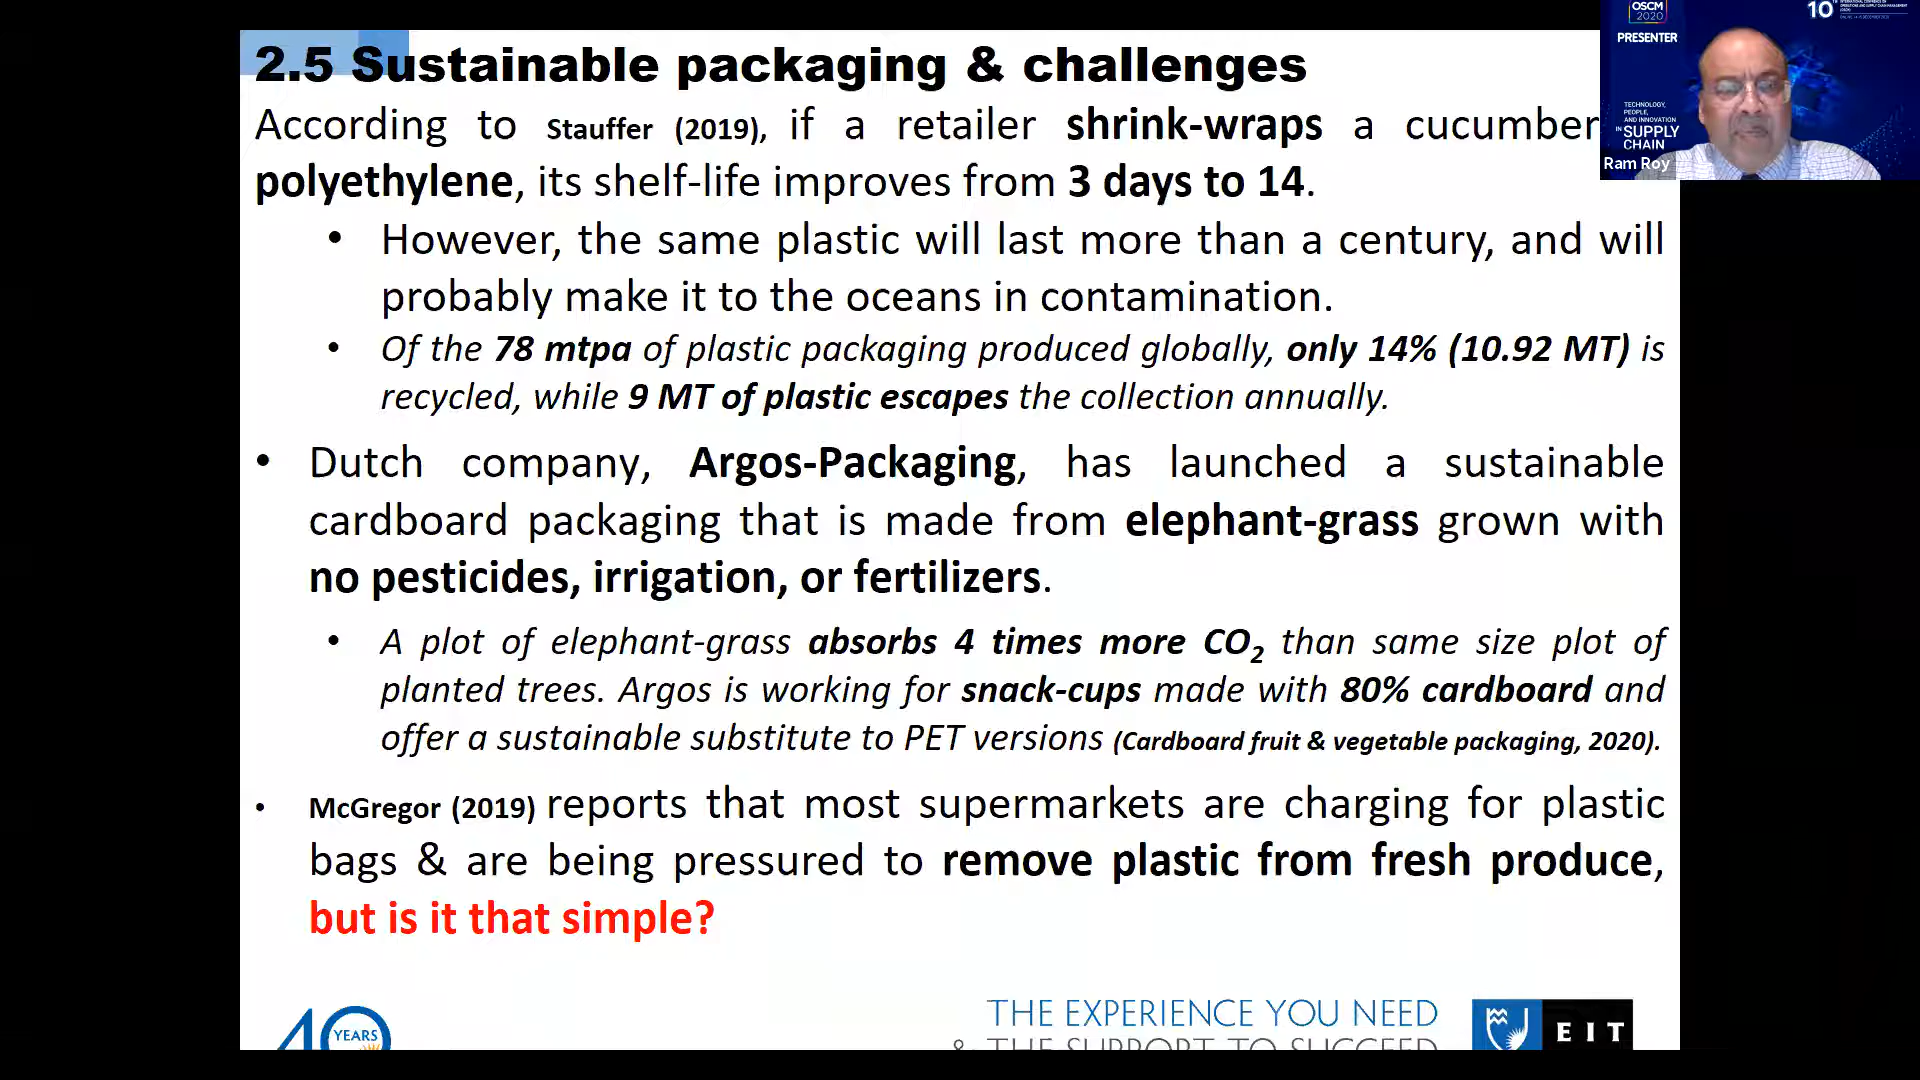 2.5 Sustainable packaging & challenges
According to Stauffer (2019), if a retailer shrink-wraps a cucumber
polyethylene, its shelf-life improves from 3 days to 14.
• However, the same plastic will last more than a century, and will
probably make it to the oceans in contamination.
• Of the 78 mtpa of plastic packaging produced globally, only 14% (10.92 MT) is
recycled, while 9 MT of plastic escapes the collection annually.
• Dutch company, Argos-Packaging, has launched a sustainable
cardboard packaging that is made from elephant-grass grown with
no pesticides, irrigation, or fertilizers.
• A plot of elephant-grass absorbs 4 times more CO2 than same size plot of
planted trees. Argos is working for snack-cups made with 80% cardboard and
offer a sustainable substitute to PET versions (Cardboard fruit & vegetable packaging, 2020).
• McGregor (2019) reports that most supermarkets are charging for plastic
bags & are being pressured to remove plastic from fresh produce,
but is it that simple?
40 YEARS
THE EXPERIENCE YOU NEED
& THE SUPPORT TO SUCCEED
EIT
OSCM
2020
PRESENTER
10
TECHNOLOGY,
PEOPLE,
AND INNOVATION
IN SUPPLY
CHAIN
Ram Roy